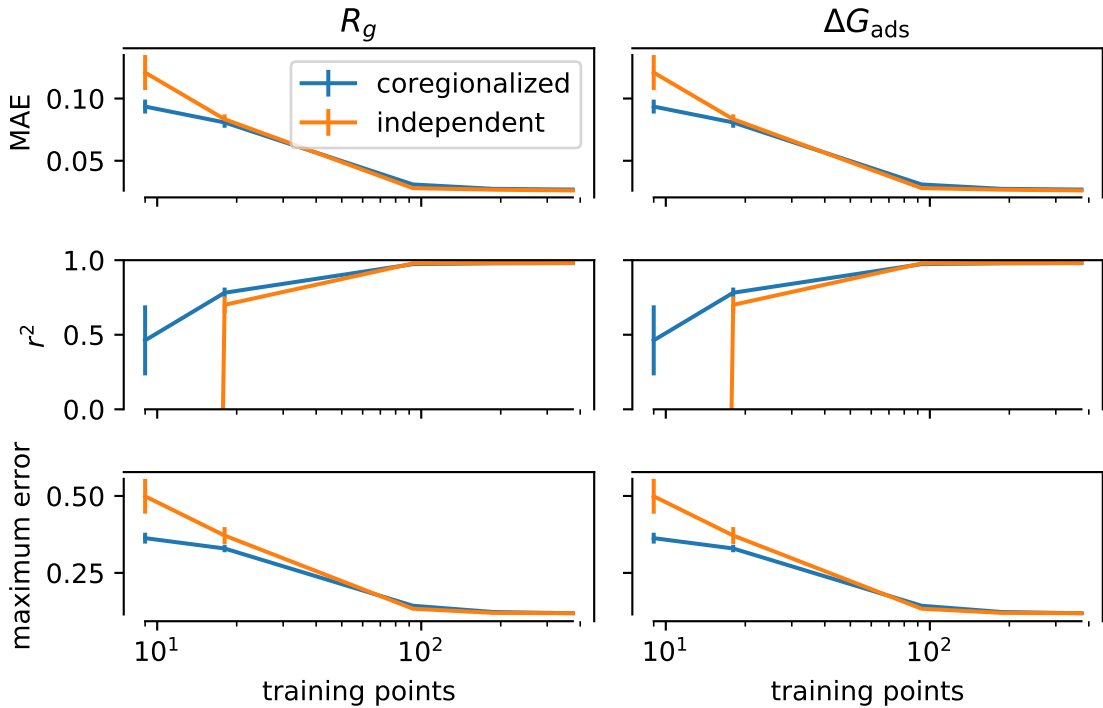 R_g
ΔG_ads
MAE
0.10
0.05
coregionalized
independent
r²
1.0
0.5
0.0
maximum error
0.50
0.25
10¹ 10²
10¹ 10²
training points
training points